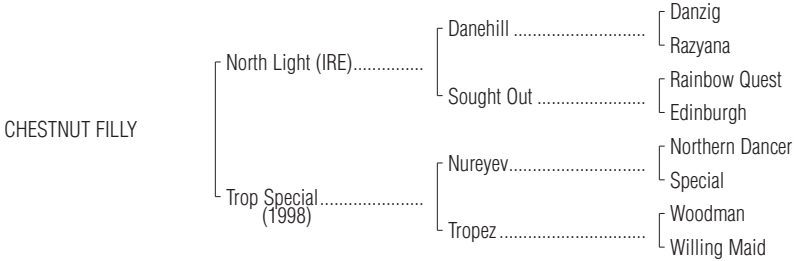 Danzig
Danehill ..............................
Razyana
North Light (IRE)...............
Rainbow Quest
Sought Out .........................
Edinburgh
CHESTNUT FILLY
Northern Dancer
Nureyev...............................
Special
Trop Special......................
(1998)
Woodman
Tropez .................................
Willing Maid